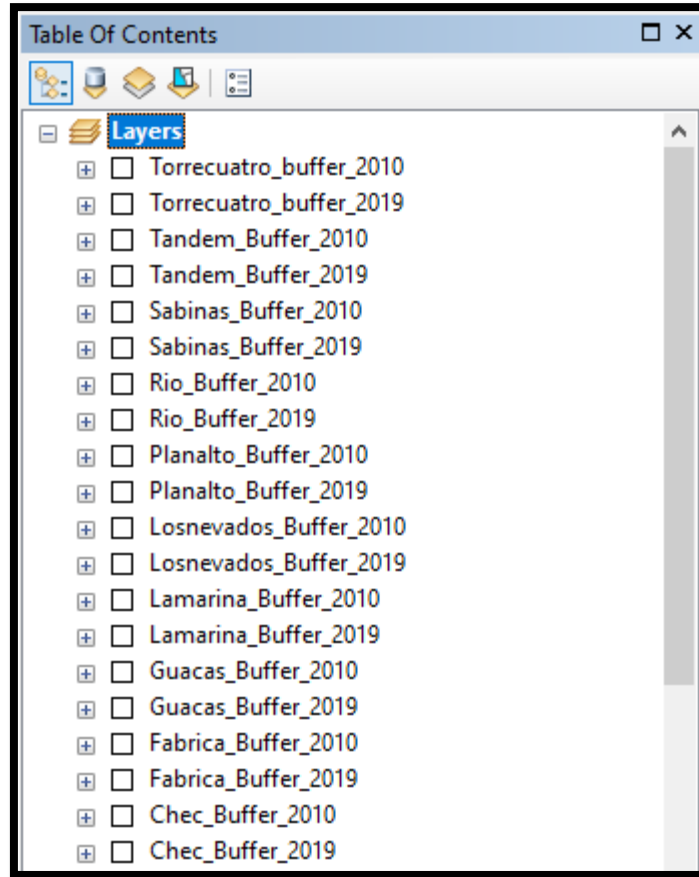 Table Of Contents
Layers
Torrecuatro_buffer_2010
Torrecuatro_buffer_2019
Tandem_Buffer_2010
Tandem_Buffer_2019
Sabinas_Buffer_2010
Sabinas_Buffer_2019
Rio_Buffer_2010
Rio_Buffer_2019
Planalto_Buffer_2010
Planalto_Buffer_2019
Losnevados_Buffer_2010
Losnevados_Buffer_2019
Lamarina_Buffer_2010
Lamarina_Buffer_2019
Guacas_Buffer_2010
Guacas_Buffer_2019
Fabrica_Buffer_2010
Fabrica_Buffer_2019
Chec_Buffer_2010
Chec_Buffer_2019